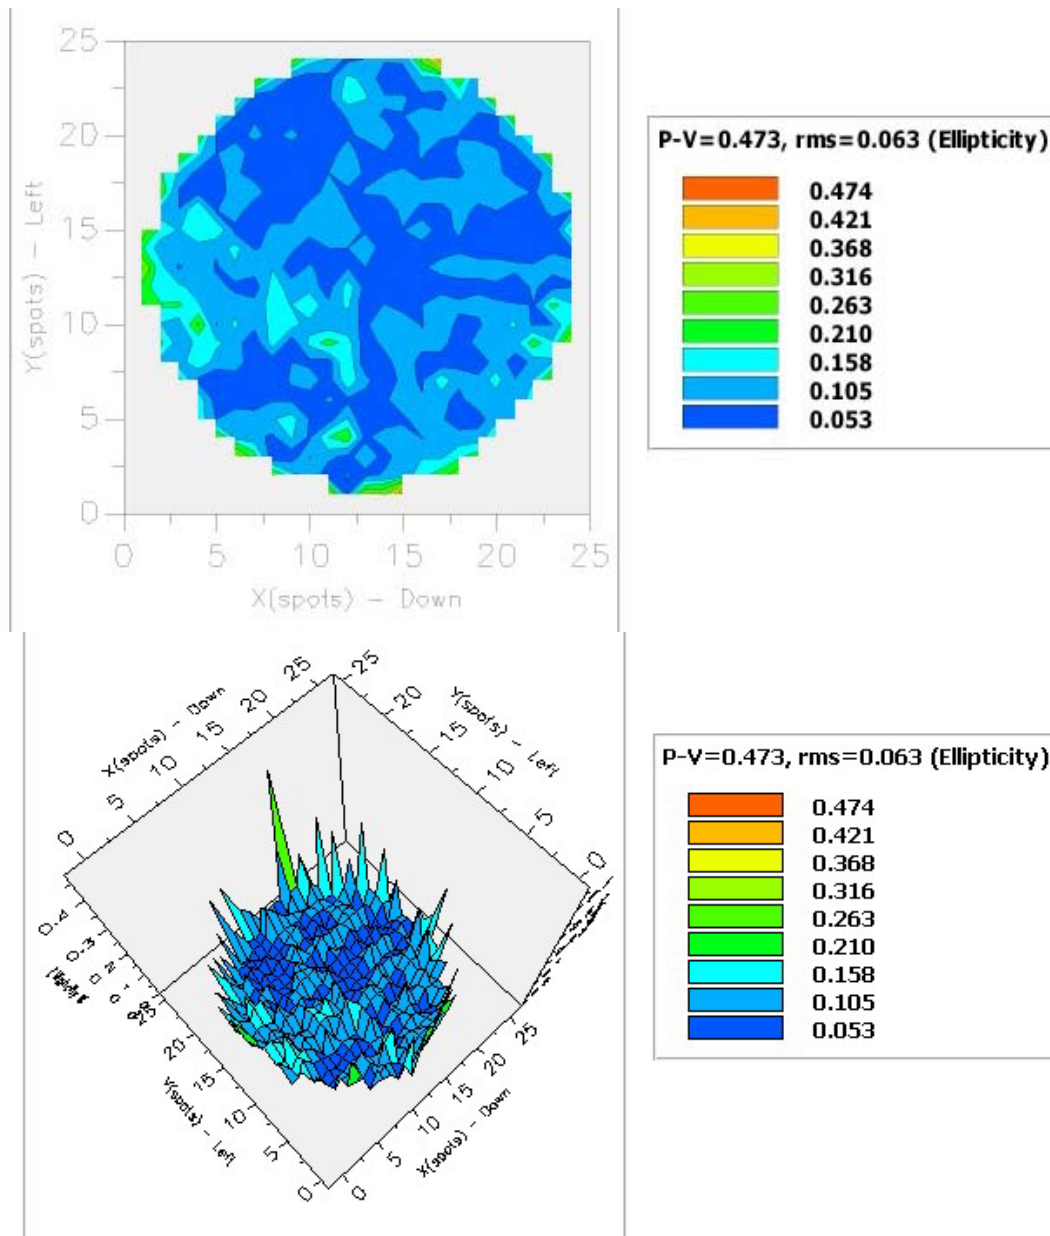 25
20
15
10
5
0
0 5 10 15 20 25
Y(spots) - Left
X(spots) - Down
P-V=0.473, rms=0.063 (Ellipticity)
0.474
0.421
0.368
0.316
0.263
0.210
0.158
0.105
0.053
X(spots) - Down
0 5 10 15 20 25
Y(spots) - Left
25 20 15 10 5 0
0.4
0.3
25 20 15 10 5 0
Y(spots) - Left
0 5 10 15 20 25
X(spots) - Down
P-V=0.473, rms=0.063 (Ellipticity)
0.474
0.421
0.368
0.316
0.263
0.210
0.158
0.105
0.053